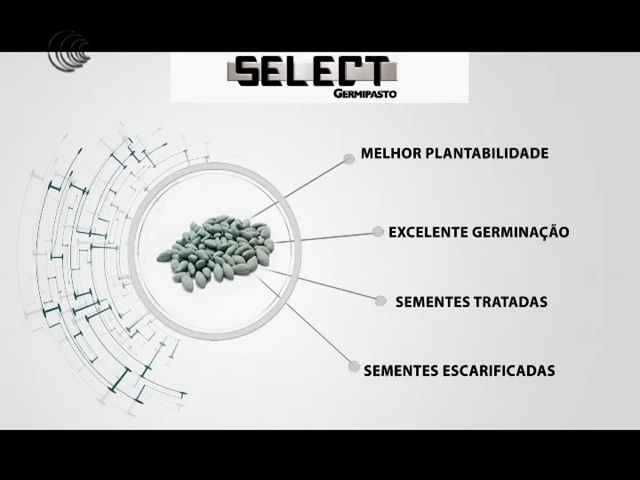 SELECT
GERMIPASTO
MELHOR PLANTABILIDADE
EXCELENTE GERMINAÇÃO
SEMENTES TRATADAS
SEMENTES ESCARIFICADAS